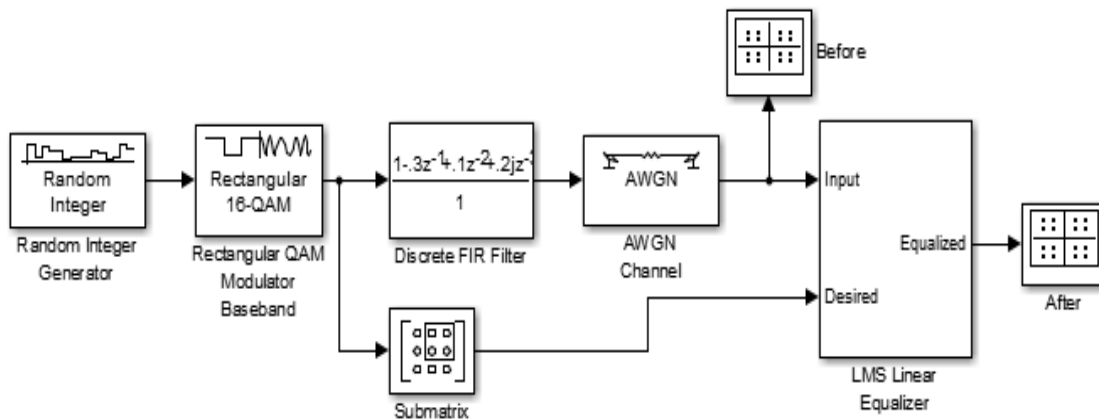 Before
Random
Integer
Random Integer
Generator
Rectangular
16-QAM
Rectangular QAM
Modulator
Baseband
1-.3z-1+.1z-2+.2jz-3
1
Discrete FIR Filter
AWGN
AWGN
Channel
Input
Equalized
Desired
LMS Linear
Equalizer
After
Submatrix